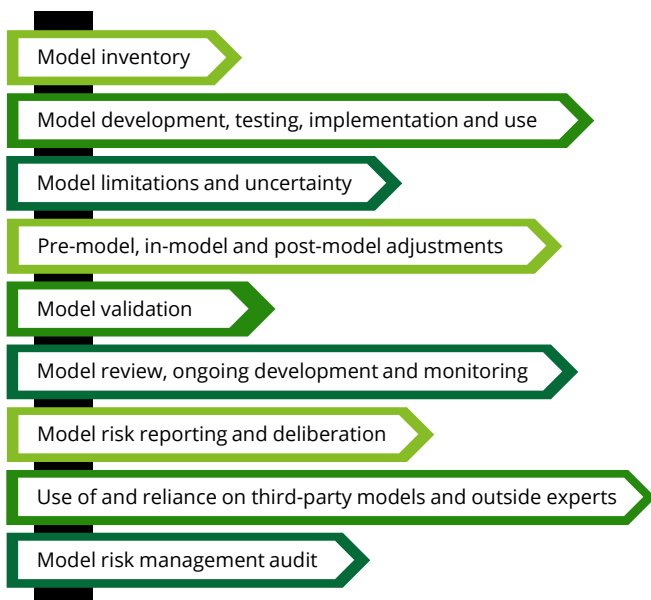 Model inventory
Model development, testing, implementation and use
Model limitations and uncertainty
Pre-model, in-model and post-model adjustments
Model validation
Model review, ongoing development and monitoring
Model risk reporting and deliberation
Use of and reliance on third-party models and outside experts
Model risk management audit